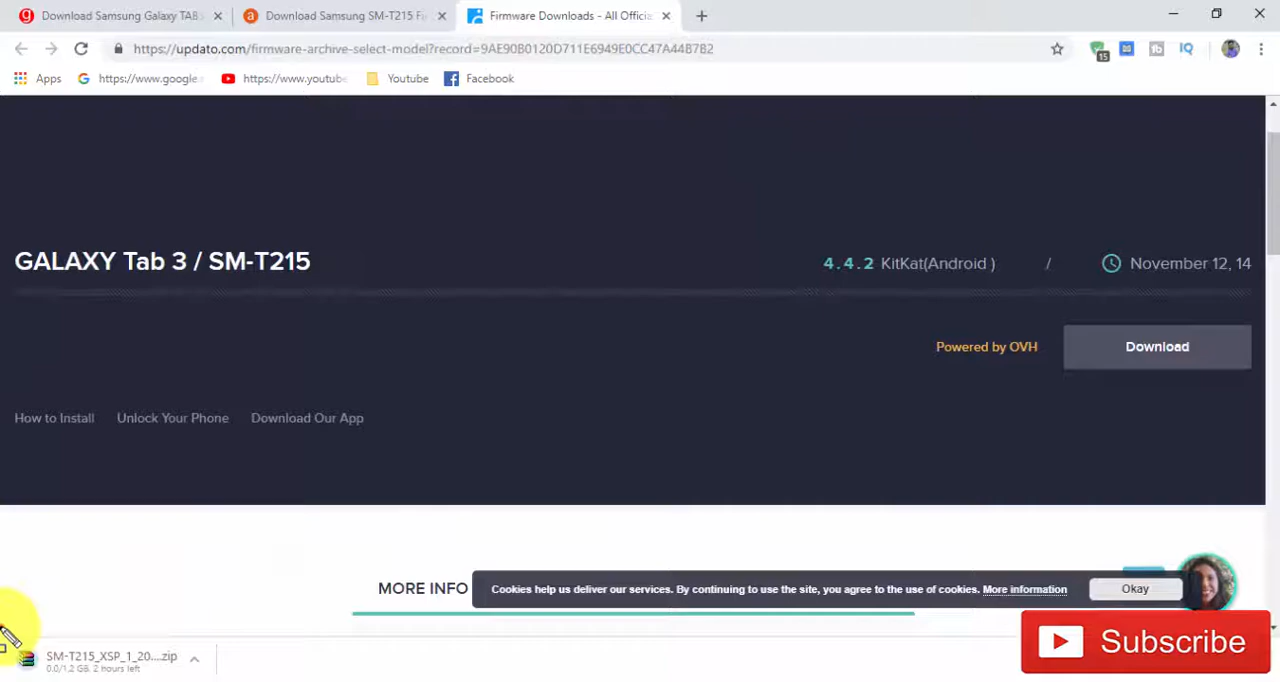 Download Samsung Galaxy TAB
Download Samsung SM-T215 Fi
Firmware Downloads - All Officia
https://updato.com/firmware-archive-select-model?record=9AE90B0120D711E6949E0CC47A44B7B2
15
IQ
Apps
https://www.google
https://www.youtube
Youtube
Facebook
GALAXY Tab 3 / SM-T215
4.4.2 KitKat(Android ) / November 12, 14
Powered by OVH
Download
How to Install Unlock Your Phone Download Our App
MORE INFO
Cookies help us deliver our services. By continuing to use the site, you agree to the use of cookies. More information
Okay
Subscribe
SM-T215_XSP_1_20....zip
0.0/1.2 GB, 2 hours left